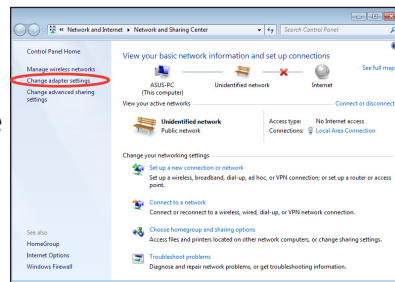 « Network and Internet ▸ Network and Sharing Center
Search Control Panel
Control Panel Home
Manage wireless networks
Change adapter settings
Change advanced sharing
settings
See also
HomeGroup
Internet Options
Windows Firewall
View your basic network information and set up connections
See full map
ASUS-PC
(This computer)
Unidentified network
Internet
View your active networks
Connect or disconnect
Unidentified network
Public network
Access type: No Internet access
Connections: Local Area Connection
Change your networking settings
Set up a new connection or network
Set up a wireless, broadband, dial-up, ad hoc, or VPN connection; or set up a router or access
point.
Connect to a network
Connect or reconnect to a wireless, wired, dial-up, or VPN network connection.
Choose homegroup and sharing options
Access files and printers located on other network computers, or change sharing settings.
Troubleshoot problems
Diagnose and repair network problems, or get troubleshooting information.